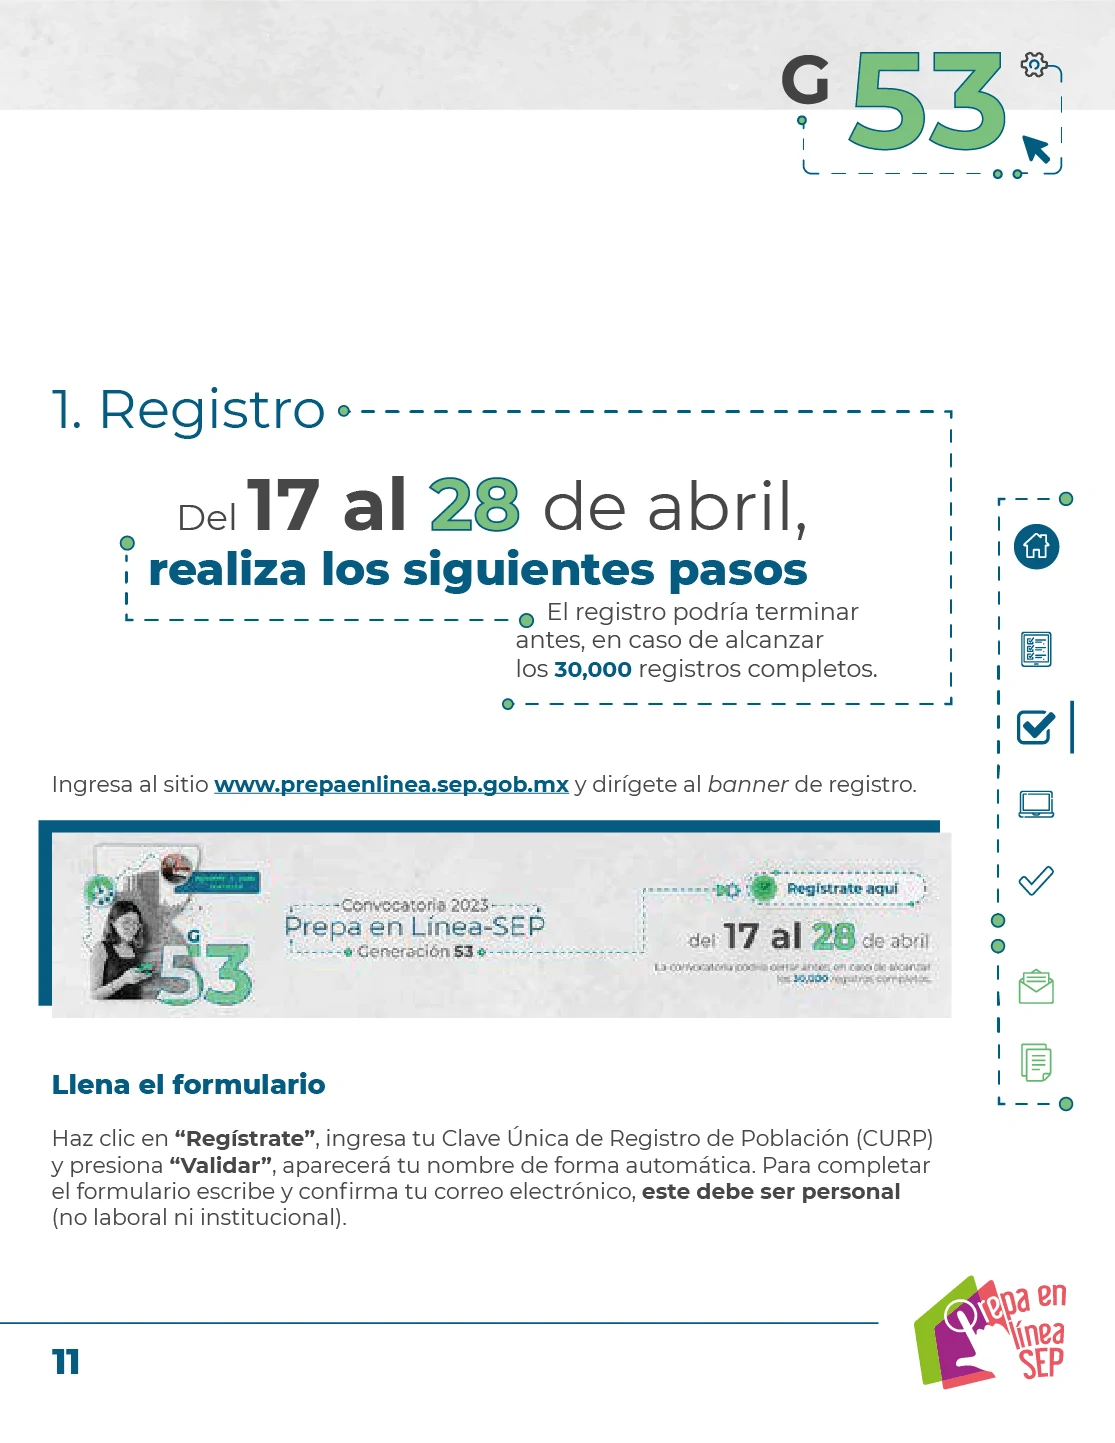 G 53
1. Registro
Del 17 al 28 de abril,
realiza los siguientes pasos
El registro podría terminar
antes, en caso de alcanzar
los 30,000 registros completos.
Ingresa al sitio www.prepaenlinea.sep.gob.mx y dirígete al banner de registro.
G
53
Convocatoria 2023
Prepa en Línea-SEP
Generación 53
Regístrate aquí
del 17 al 28 de abril
La convocatoria podría cerrar antes, en caso de alcanzar
los 30,000 registros completos.
Llena el formulario
Haz clic en “Regístrate”, ingresa tu Clave Única de Registro de Población (CURP)
y presiona “Validar”, aparecerá tu nombre de forma automática. Para completar
el formulario escribe y confirma tu correo electrónico, este debe ser personal
(no laboral ni institucional).
11
Prepa en
línea
SEP